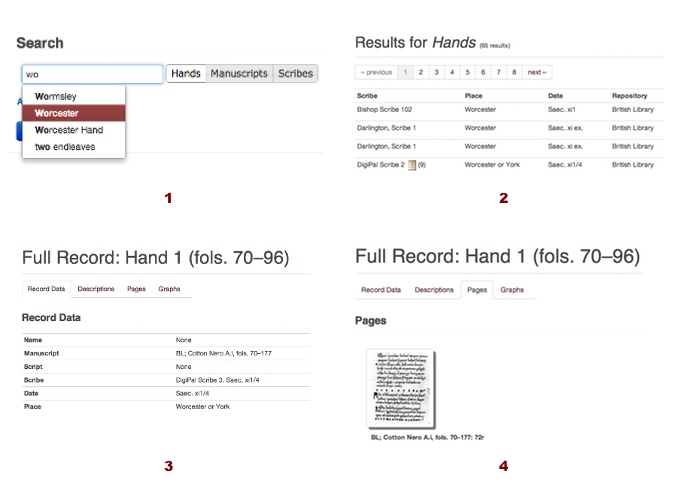 Search
wo
Hands Manuscripts Scribes
Wormsley
Worcester
Worcester Hand
two endleaves
1
Results for Hands (65 results)
← previous 1 2 3 4 5 6 7 8 next →
Scribe Place Date Repository
Bishop Scribe 102 Worcester Saec. xi1 British Library
Darlington, Scribe 1 Worcester Saec. xi ex. British Library
Darlington, Scribe 1 Worcester Saec. xi ex. British Library
DigiPal Scribe 2 (9) Worcester or York Saec. xi1/4 British Library
2
Full Record: Hand 1 (fols. 70–96)
Record Data Descriptions Pages Graphs
Record Data
Name None
Manuscript BL; Cotton Nero A.i, fols. 70–177
Script None
Scribe DigiPal Scribe 3. Saec. xi1/4
Date Saec. xi1/4
Place Worcester or York
3
Full Record: Hand 1 (fols. 70–96)
Record Data Descriptions Pages Graphs
Pages
BL; Cotton Nero A.i, fols. 70–177: 72r
4